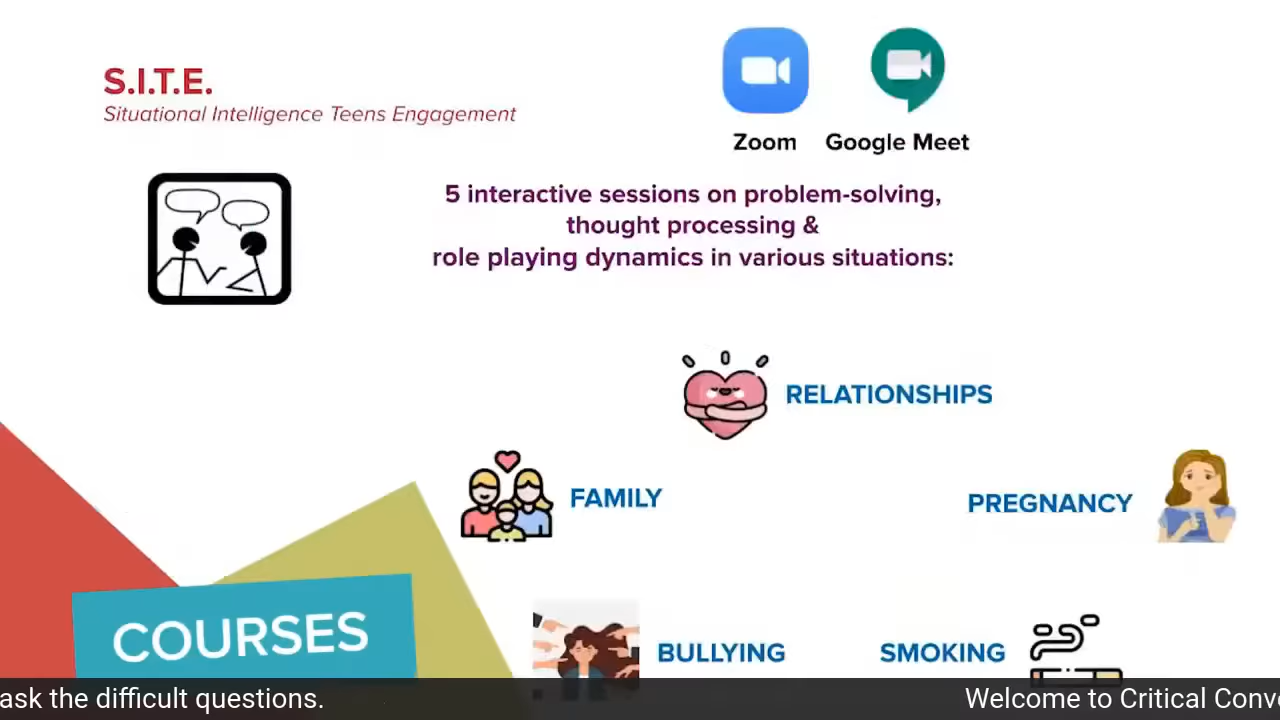 S.I.T.E.
Situational Intelligence Teens Engagement
Zoom
Google Meet
5 interactive sessions on problem-solving,
thought processing &
role playing dynamics in various situations:
RELATIONSHIPS
FAMILY
PREGNANCY
BULLYING
SMOKING
COURSES
ask the difficult questions.
Welcome to Critical Conv